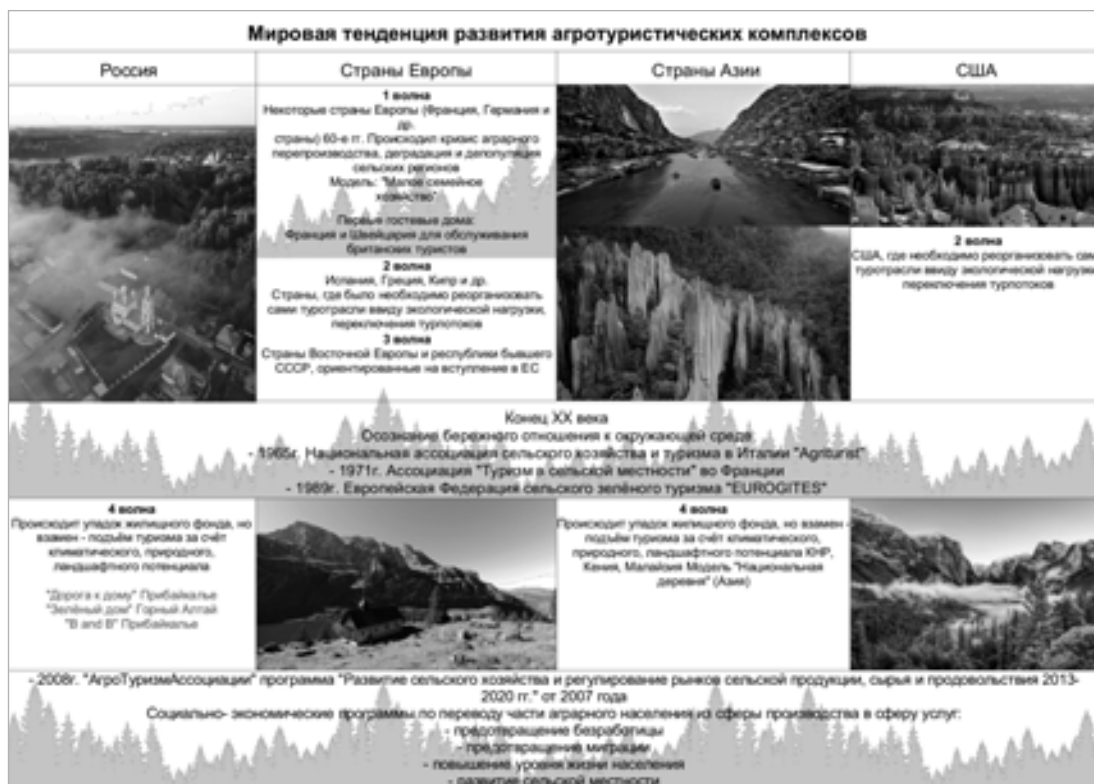 Мировая тенденция развития агротуристических комплексов
Россия
Страны Европы
Страны Азии
США
1 волна
Некоторые страны Европы (Франция, Германия и
др.
страны) 60-е гг. Происходил кризис аграрного
перепроизводства, деградация и депопуляция
сельских регионов
Модель: "Малое семейное
хозяйство"
Первые гостевые дома:
Франция и Швейцария для обслуживания
британских туристов
2 волна
Испания, Греция, Кипр и др.
Страны, где было необходимо реорганизовать
сами туротрасли ввиду экологической нагрузки,
переключения турпотоков
3 волна
Страны Восточной Европы и республики бывшего
СССР, ориентированные на вступление в ЕС
2 волна
США, где необходимо реорганизовать сами
туротрасли ввиду экологической нагрузки,
переключения турпотоков
Конец XX века
Осознание бережного отношения к окружающей среде
- 1965г. Национальная ассоциация сельского хозяйства и туризма в Италии "Agriturist"
- 1971г. Ассоциация "Туризм в сельской местности" во Франции
- 1989г. Европейская Федерация сельского зелёного туризма "EUROGITES"
4 волна
Происходит упадок жилищного фонда, но
взамен - подъём туризма за счёт
климатического, природного,
ландшафтного потенциала
"Дорога к дому" Прибайкалье
"Зелёный дом" Горный Алтай
"B and B" Прибайкалье
4 волна
Происходит упадок жилищного фонда, но взамен -
подъём туризма за счёт климатического,
природного, ландшафтного потенциала КНР,
Кения, Малайзия Модель "Национальная
деревня" (Азия)
- 2008г. "АгроТуризмАссоциации" программа "Развитие сельского хозяйства и регулирование рынков сельской продукции, сырья и продовольствия 2013-
2020 гг." от 2007 года
Социально- экономические программы по переводу части аграрного населения из сферы производства в сферу услуг:
- предотвращение безработицы
- предотвращение миграции
- повышение уровня жизни населения
- развитие сельской местности